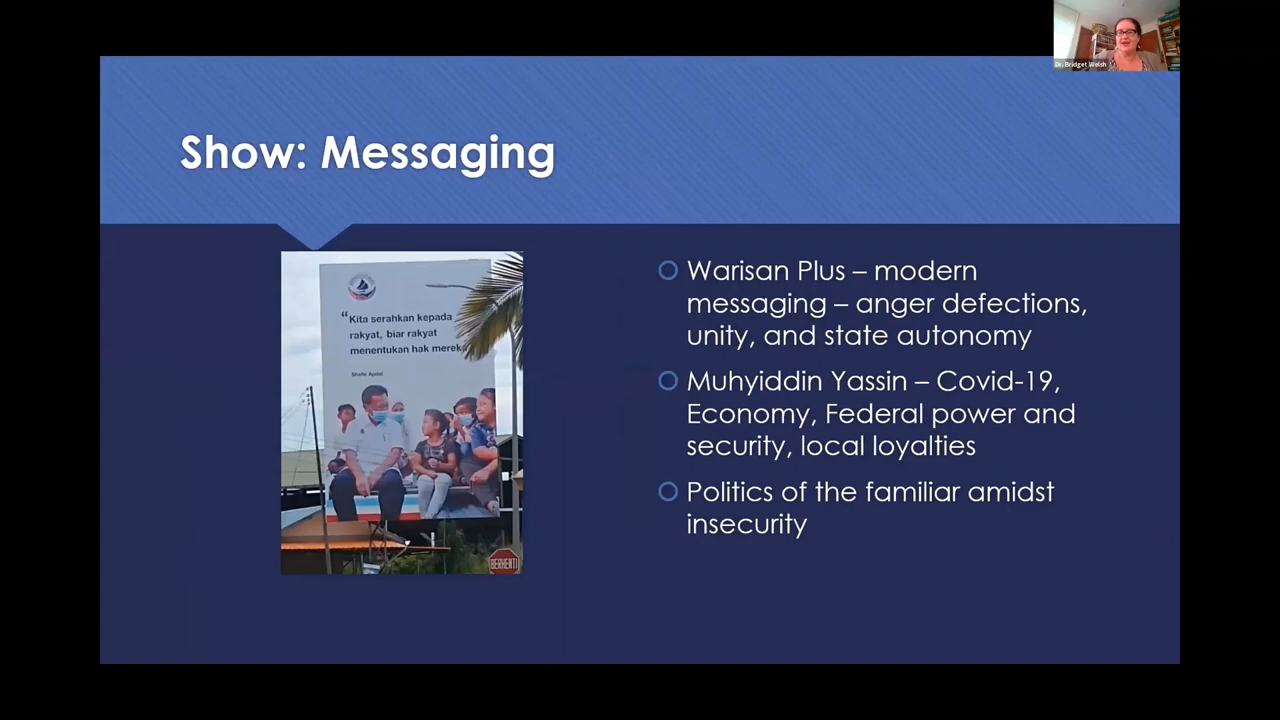 Dr. Bridget Welsh
Show: Messaging
“Kita serahkan kepada
rakyat, biar rakyat
menentukan hak mereka
Shafie Apdal
BERHENTI
Warisan Plus – modern
messaging – anger defections,
unity, and state autonomy
Muhyiddin Yassin – Covid-19,
Economy, Federal power and
security, local loyalties
Politics of the familiar amidst
insecurity